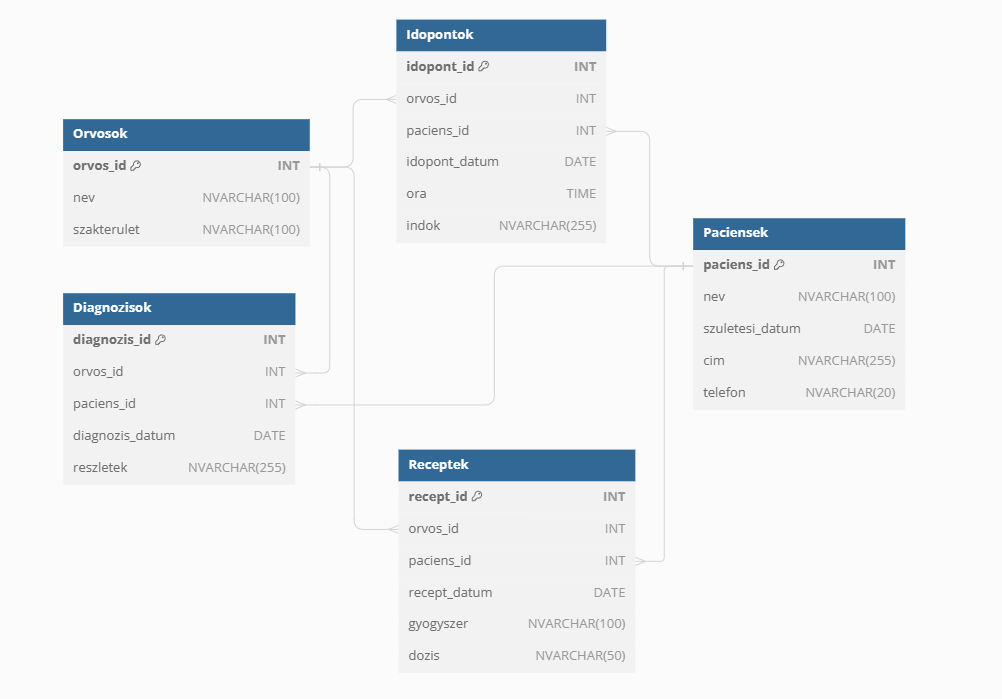 Idopontok
idopont_id INT
orvos_id INT
paciens_id INT
idopont_datum DATE
ora TIME
indok NVARCHAR(255)
Orvosok
orvos_id INT
nev NVARCHAR(100)
szakterulet NVARCHAR(100)
Paciensek
paciens_id INT
nev NVARCHAR(100)
szuletesi_datum DATE
cim NVARCHAR(255)
telefon NVARCHAR(20)
Diagnozisok
diagnozis_id INT
orvos_id INT
paciens_id INT
diagnozis_datum DATE
reszletek NVARCHAR(255)
Receptek
recept_id INT
orvos_id INT
paciens_id INT
recept_datum DATE
gyogyszer NVARCHAR(100)
dozis NVARCHAR(50)